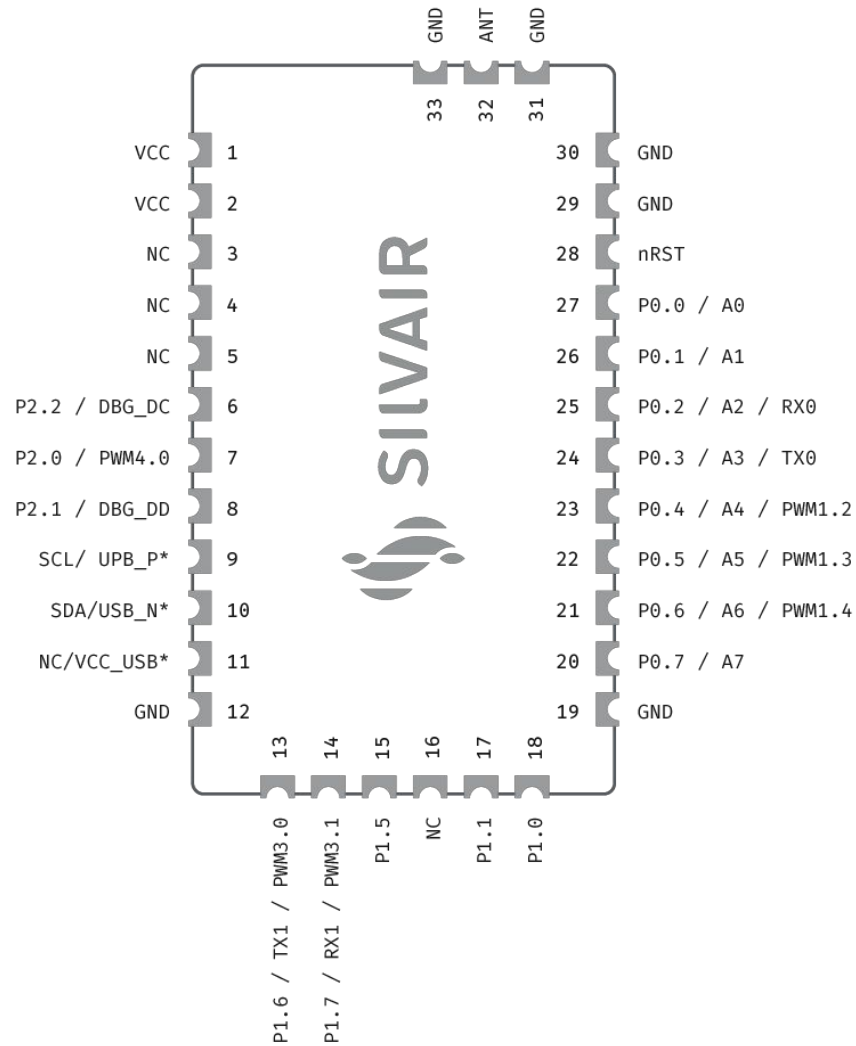 GND ANT GND
33 32 31
VCC 1 30 GND
VCC 2 29 GND
NC 3 28 nRST
NC 4 27 P0.0 / A0
NC 5 26 P0.1 / A1
P2.2 / DBG_DC 6 25 P0.2 / A2 / RX0
P2.0 / PWM4.0 7 24 P0.3 / A3 / TX0
P2.1 / DBG_DD 8 23 P0.4 / A4 / PWM1.2
SCL/ UPB_P* 9 22 P0.5 / A5 / PWM1.3
SDA/USB_N* 10 21 P0.6 / A6 / PWM1.4
NC/VCC_USB* 11 20 P0.7 / A7
GND 12 19 GND
SILVAIR
13 14 15 16 17 18
P1.6 / TX1 / PWM3.0
P1.7 / RX1 / PWM3.1
P1.5
NC
P1.1
P1.0